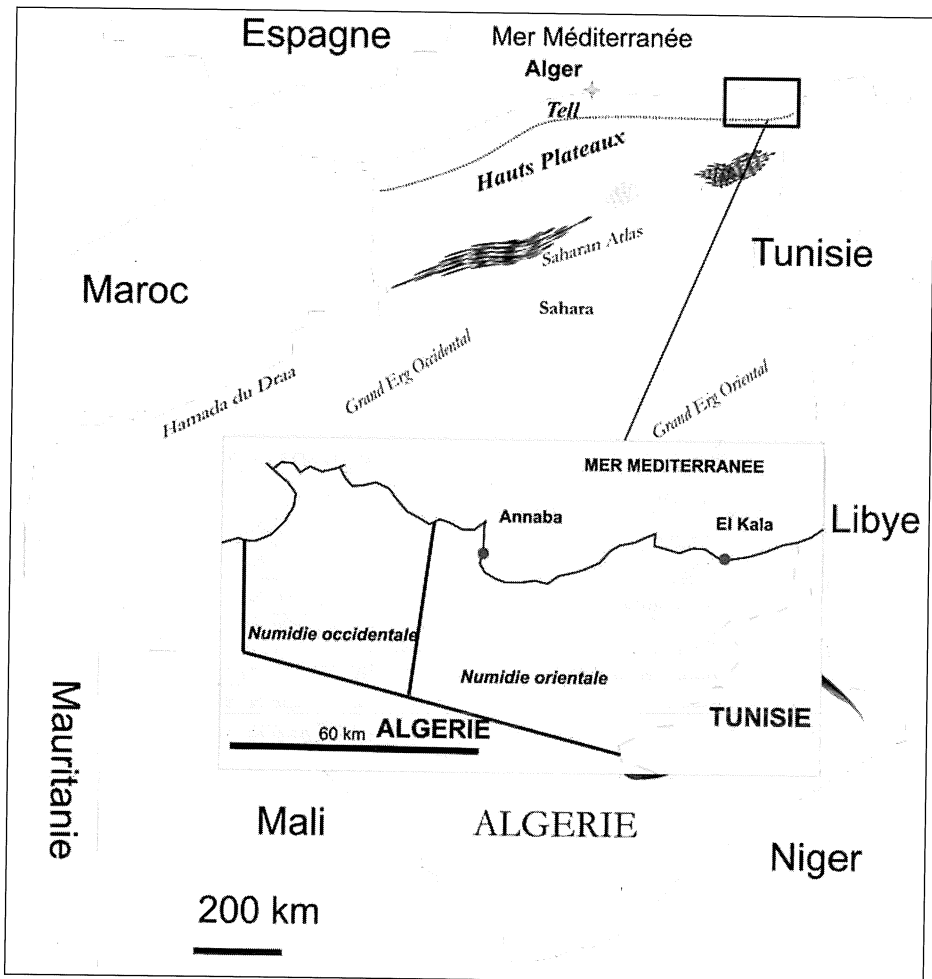 Espagne
Mer Méditerranée
Alger
Tell
Hauts Plateaux
Saharan Atlas
Tunisie
Maroc
Sahara
Hamada du Draa
Grand Erg Occidental
Grand Erg Oriental
MER MEDITERRANEE
Annaba
El Kala
Libye
Numidie occidentale
Numidie orientale
TUNISIE
60 km
ALGERIE
Mauritanie
Mali
ALGERIE
Niger
200 km